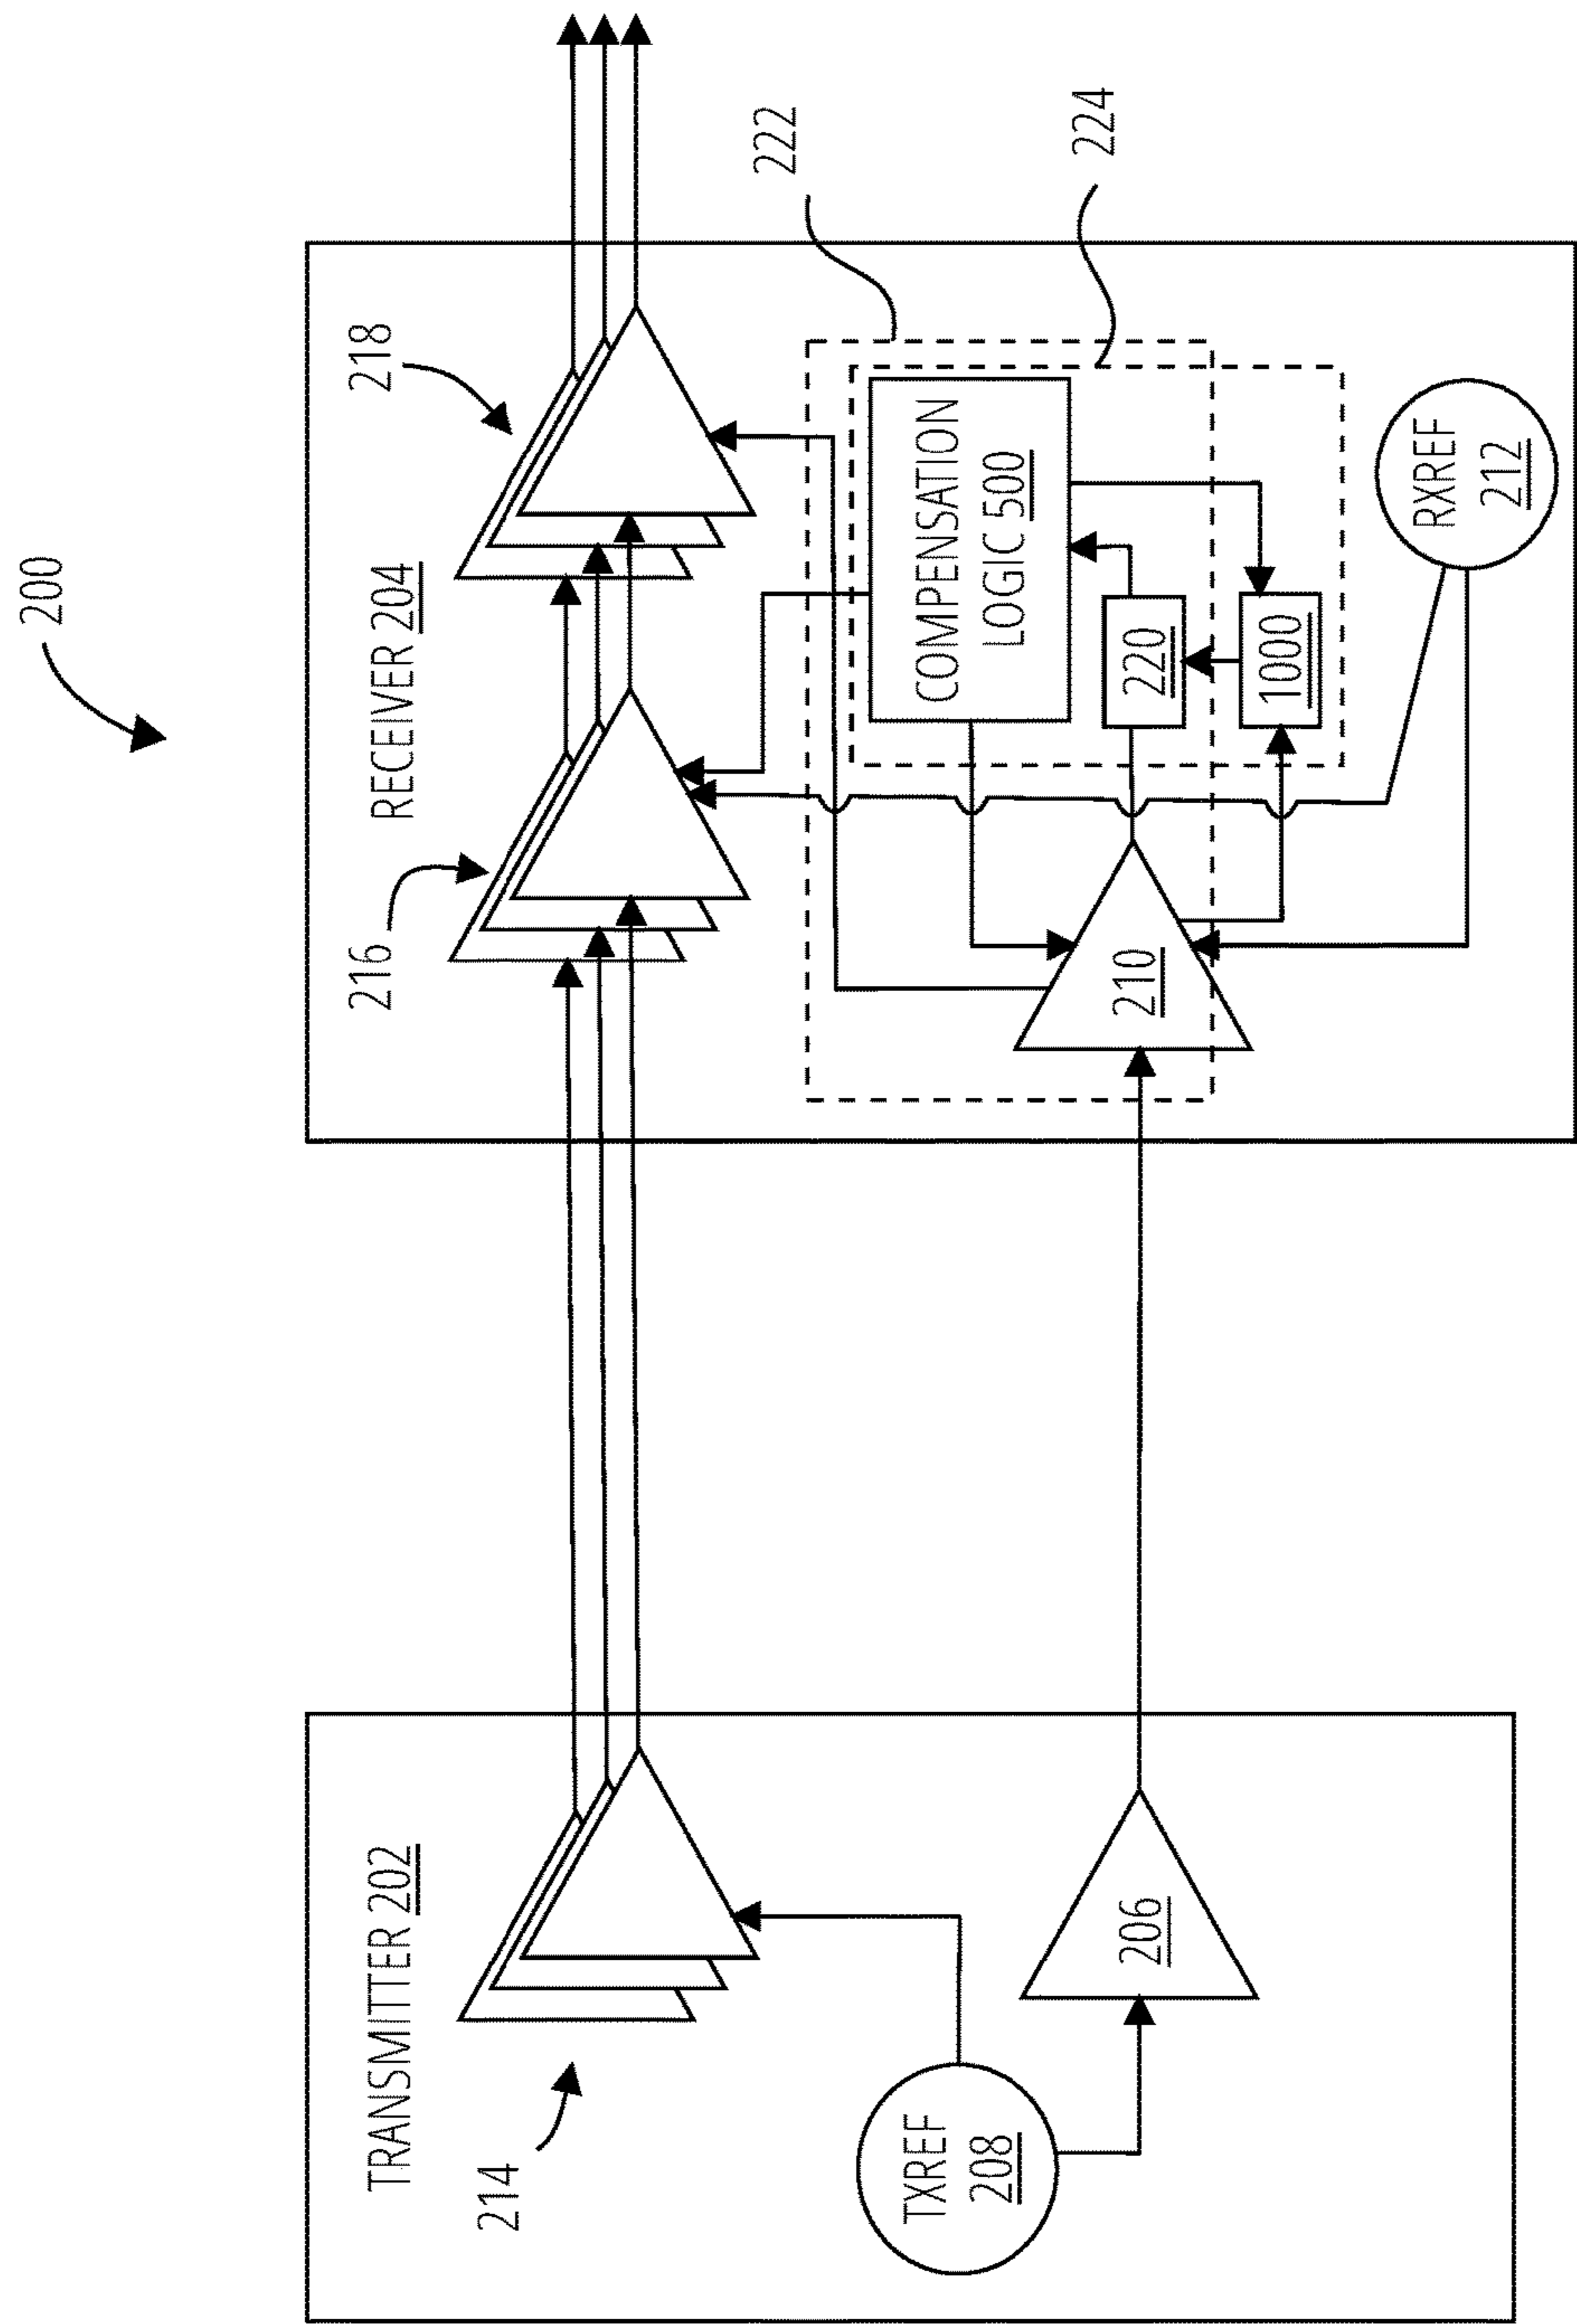 200
TRANSMITTER 202
214
TXREF
208
206
RECEIVER 204
216
218
222
224
COMPENSATION
LOGIC 500
210
220
1000
RXREF
212